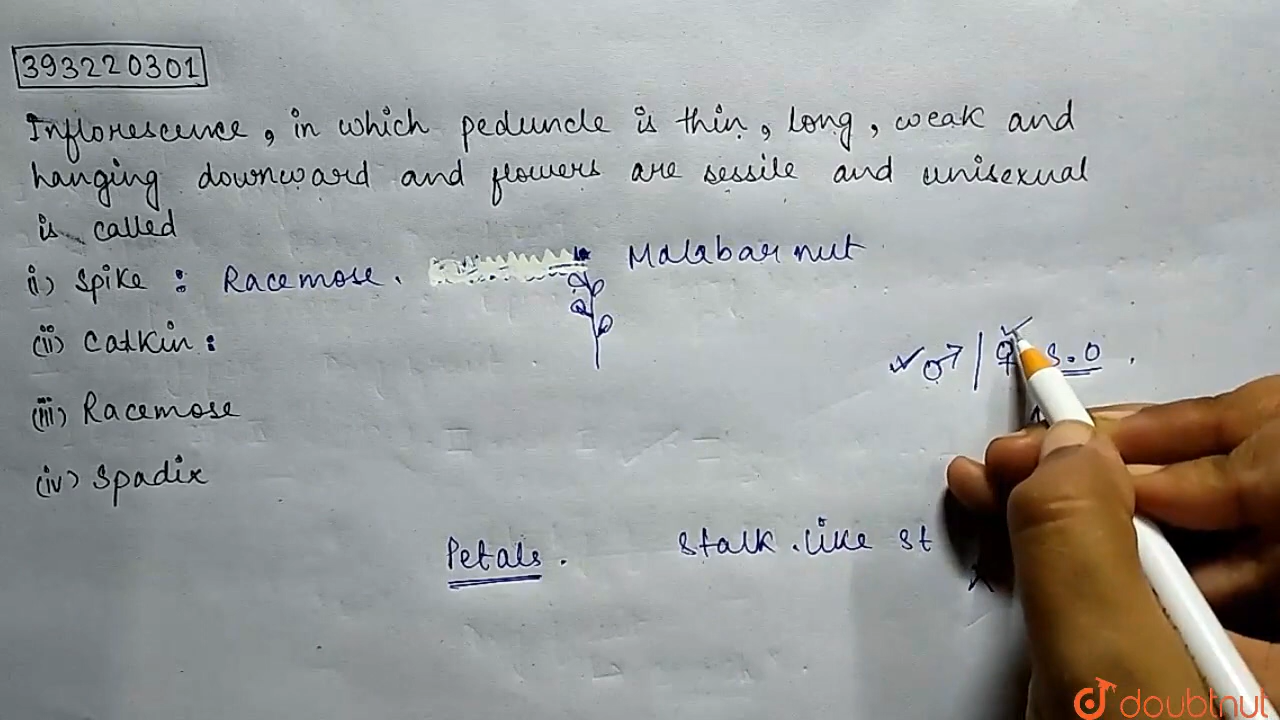 393220301
Inflorescence, in which peduncle is thin, long, weak and
hanging downward and flowers are sessile and unisexual
is called
(i) Spike : Racemose. Malabar nut
(ii) Catkin :
♂ / ♀ S.O.
(iii) Racemose
(iv) Spadix
Petals. stalk.like st
doubtnut